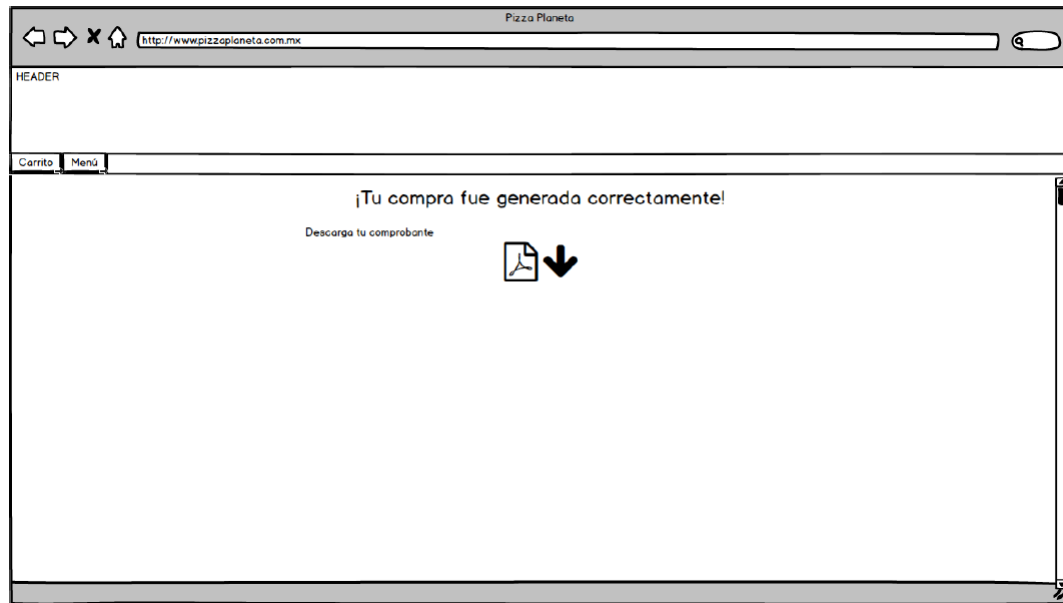 Pizza Planeta
http://www.pizzaplaneta.com.mx
HEADER
Carrito Menú
¡Tu compra fue generada correctamente!
Descarga tu comprobante